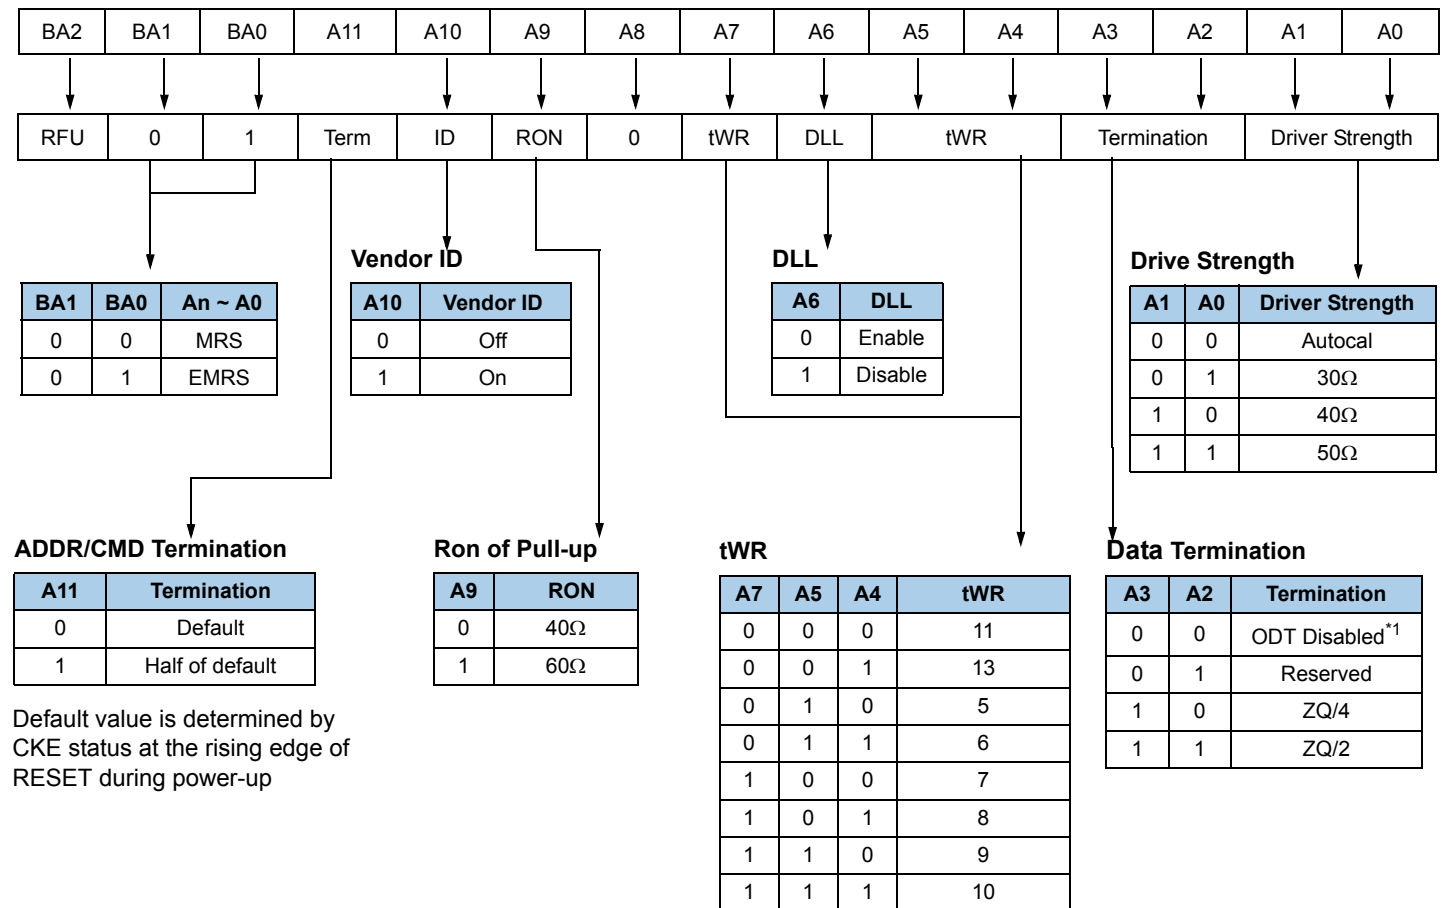 BA2 BA1 BA0 A11 A10 A9 A8 A7 A6 A5 A4 A3 A2 A1 A0
RFU 0 1 Term ID RON 0 tWR DLL tWR Termination Driver Strength
BA1 BA0 An ~ A0
0 0 MRS
0 1 EMRS
Vendor ID
A10 Vendor ID
0 Off
1 On
DLL
A6 DLL
0 Enable
1 Disable
Drive Strength
A1 A0 Driver Strength
0 0 Autocal
0 1 30Ω
1 0 40Ω
1 1 50Ω
ADDR/CMD Termination
A11 Termination
0 Default
1 Half of default
Default value is determined by
CKE status at the rising edge of
RESET during power-up
Ron of Pull-up
A9 RON
0 40Ω
1 60Ω
tWR
A7 A5 A4 tWR
0 0 0 11
0 0 1 13
0 1 0 5
0 1 1 6
1 0 0 7
1 0 1 8
1 1 0 9
1 1 1 10
Data Termination
A3 A2 Termination
0 0 ODT Disabled*1
0 1 Reserved
1 0 ZQ/4
1 1 ZQ/2